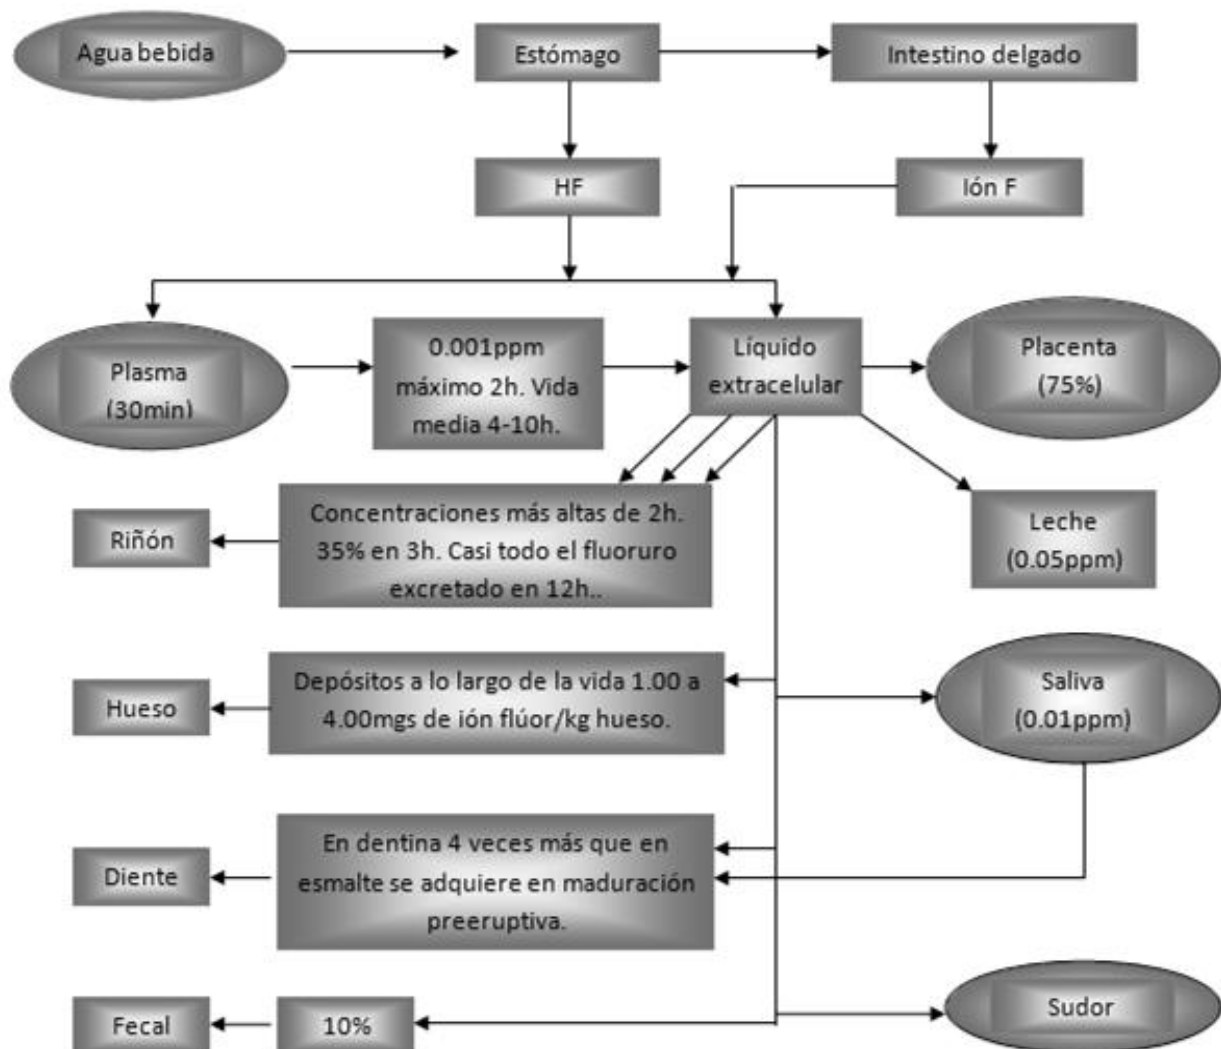 Agua bebida
Estómago
Intestino delgado
HF
Ión F
Plasma
(30min)
0.001ppm
máximo 2h. Vida
media 4-10h.
Líquido
extracelular
Placenta
(75%)
Riñón
Concentraciones más altas de 2h.
35% en 3h. Casi todo el fluoruro
excretado en 12h..
Leche
(0.05ppm)
Hueso
Depósitos a lo largo de la vida 1.00 a
4.00mgs de ión flúor/kg hueso.
Saliva
(0.01ppm)
Diente
En dentina 4 veces más que en
esmalte se adquiere en maduración
preeruptiva.
Fecal
10%
Sudor